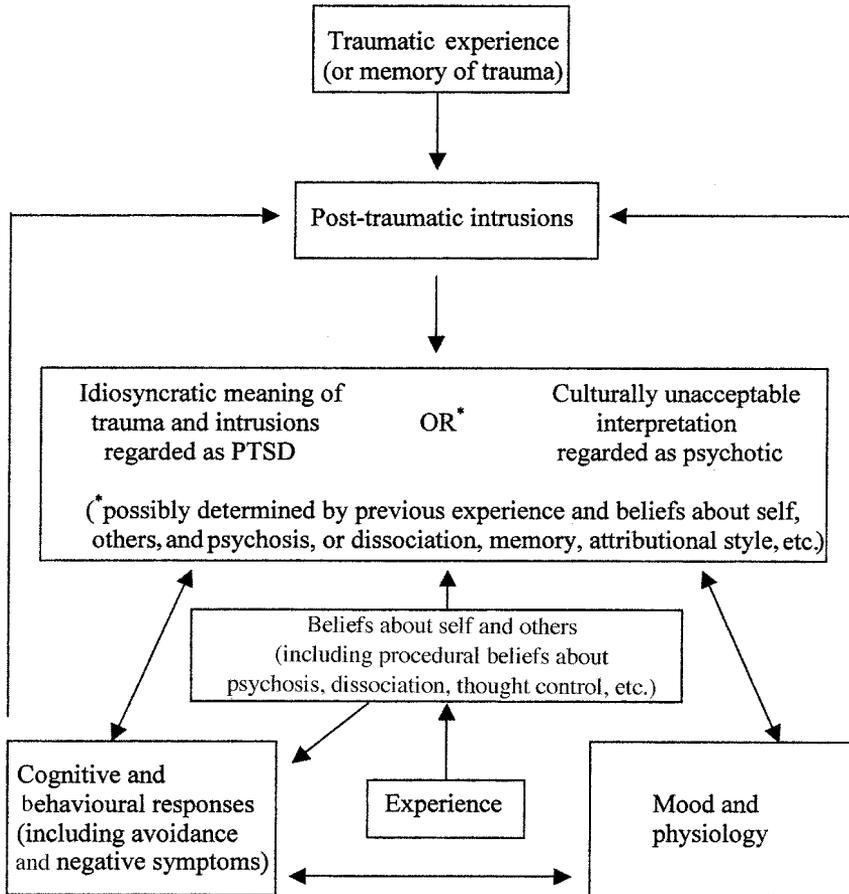 Traumatic experience
(or memory of trauma)
Post-traumatic intrusions
Idiosyncratic meaning of
trauma and intrusions
regarded as PTSD
OR*
Culturally unacceptable
interpretation
regarded as psychotic
(*possibly determined by previous experience and beliefs about self,
others, and psychosis, or dissociation, memory, attributional style, etc.)
Beliefs about self and others
(including procedural beliefs about
psychosis, dissociation, thought control, etc.)
Cognitive and
behavioural responses
(including avoidance
and negative symptoms)
Experience
Mood and
physiology